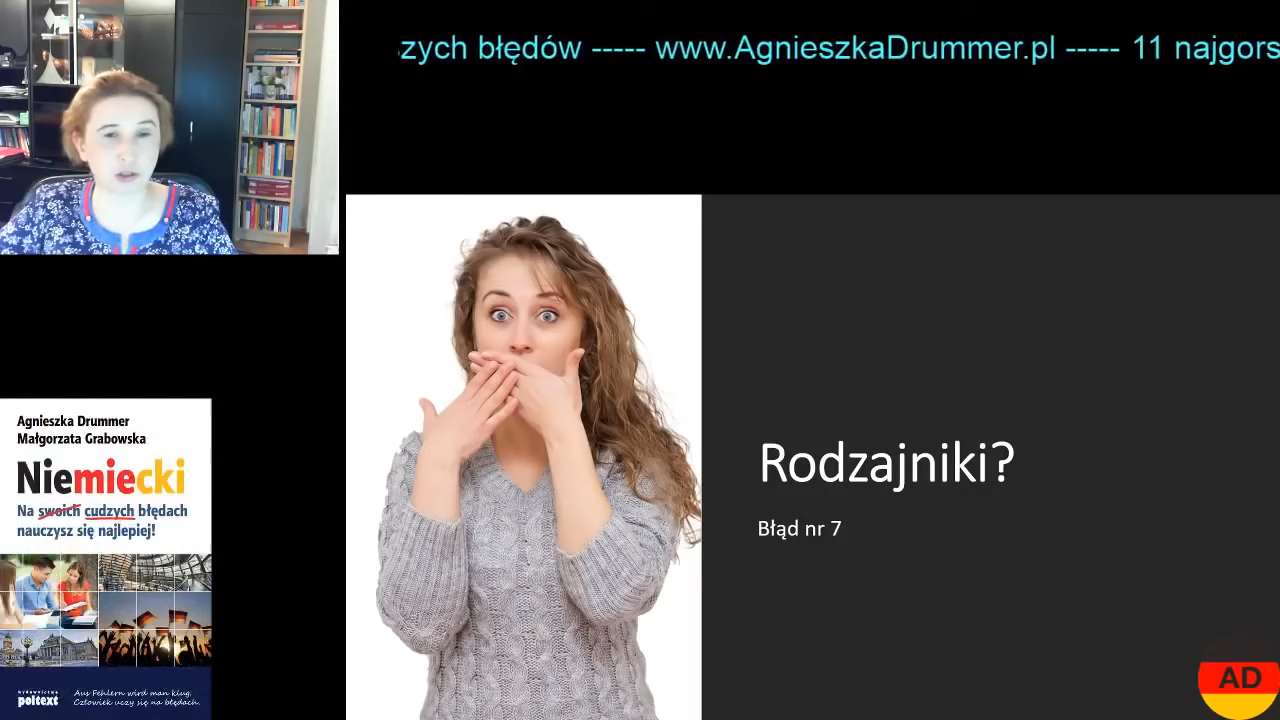 zych błędów ----- www.AgnieszkaDrummer.pl ----- 11 najgors
Agnieszka Drummer
Małgorzata Grabowska
Niemiecki
Na swoich cudzych błędach
nauczysz się najlepiej!
wydawnictwo
poltext
Aus Fehlern wird man klug,
Człowiek uczy się na błędach.
Rodzajniki?
Błąd nr 7
AD